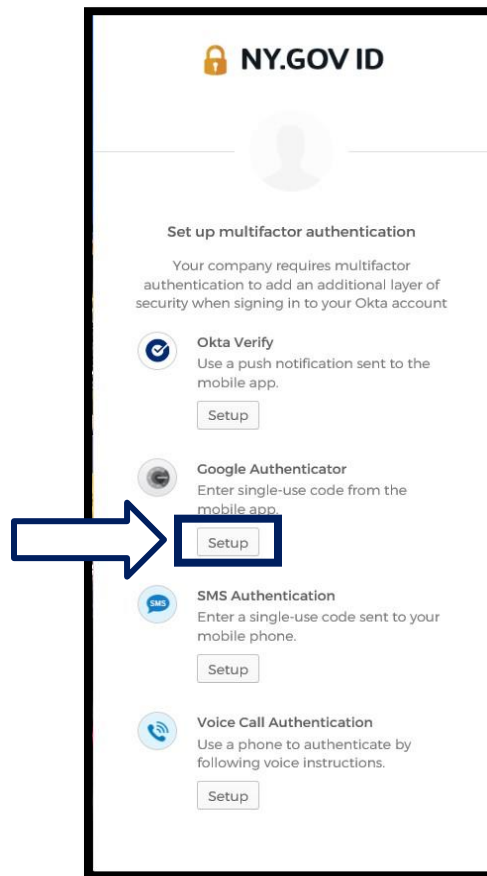 NY.GOV ID
Set up multifactor authentication
Your company requires multifactor
authentication to add an additional layer of
security when signing in to your Okta account
Okta Verify
Use a push notification sent to the
mobile app.
Setup
Google Authenticator
Enter single-use code from the
mobile app.
Setup
SMS
SMS Authentication
Enter a single-use code sent to your
mobile phone.
Setup
Voice Call Authentication
Use a phone to authenticate by
following voice instructions.
Setup